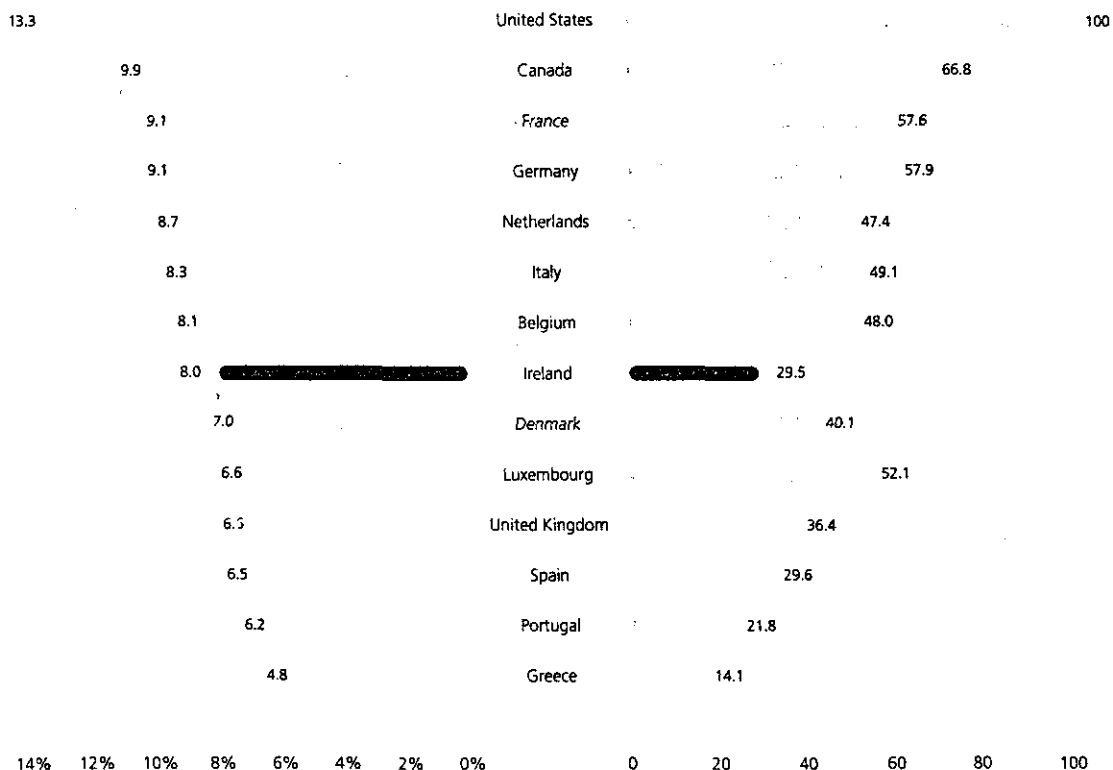 13.3 United States 100
9.9 Canada 66.8
9.1 France 57.6
9.1 Germany 57.9
8.7 Netherlands 47.4
8.3 Italy 49.1
8.1 Belgium 48.0
8.0 Ireland 29.5
7.0 Denmark 40.1
6.6 Luxembourg 52.1
United Kingdom 36.4
6.5 Spain 29.6
6.2 Portugal 21.8
4.8 Greece 14.1
14% 12% 10% 8% 6% 4% 2% 0% 0 20 40 60 80 100